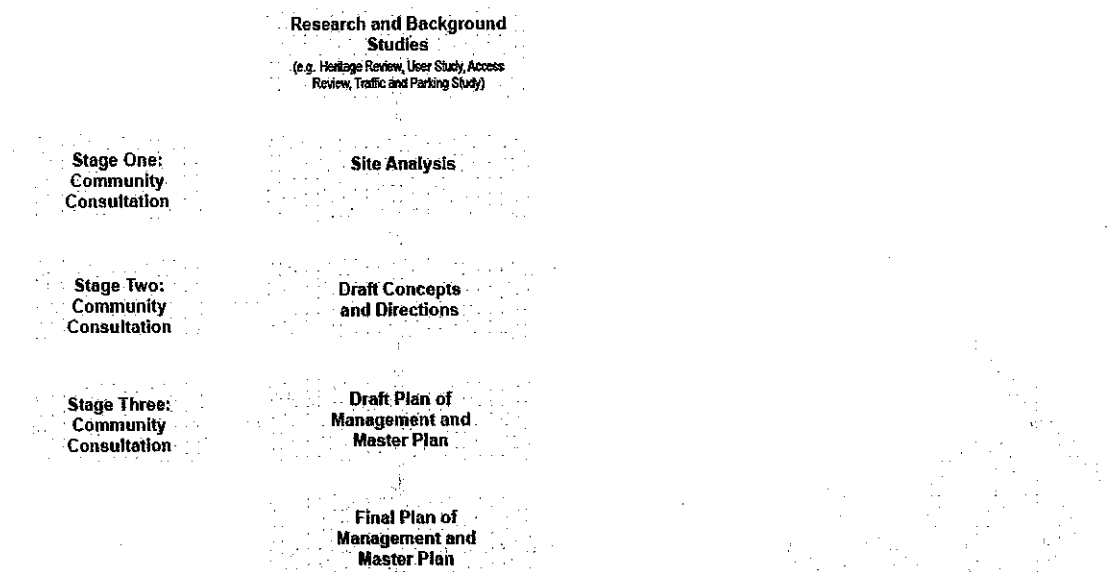 Research and Background
Studies
(e.g. Heritage Review, User Study, Access
Review, Traffic and Parking Study)
Stage One:
Community
Consultation
Site Analysis
Stage Two:
Community
Consultation
Draft Concepts
and Directions
Stage Three:
Community
Consultation
Draft Plan of
Management and
Master Plan
Final Plan of
Management and
Master Plan